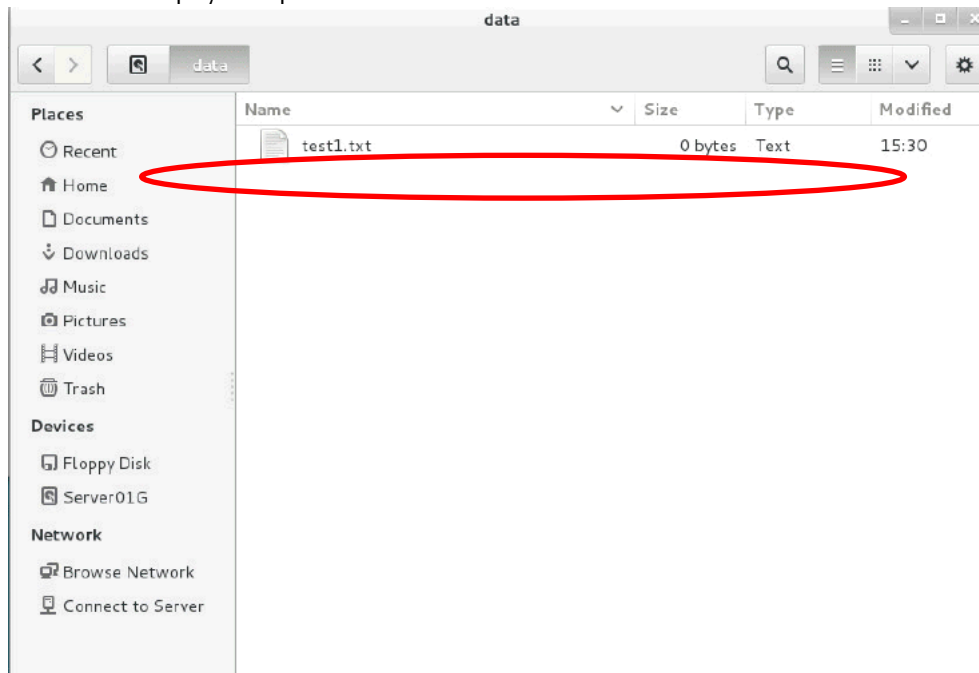 data
data
Name Size Type Modified
test1.txt 0 bytes Text 15:30
Places
Recent
Home
Documents
Downloads
Music
Pictures
Videos
Trash
Devices
Floppy Disk
Server01G
Network
Browse Network
Connect to Server